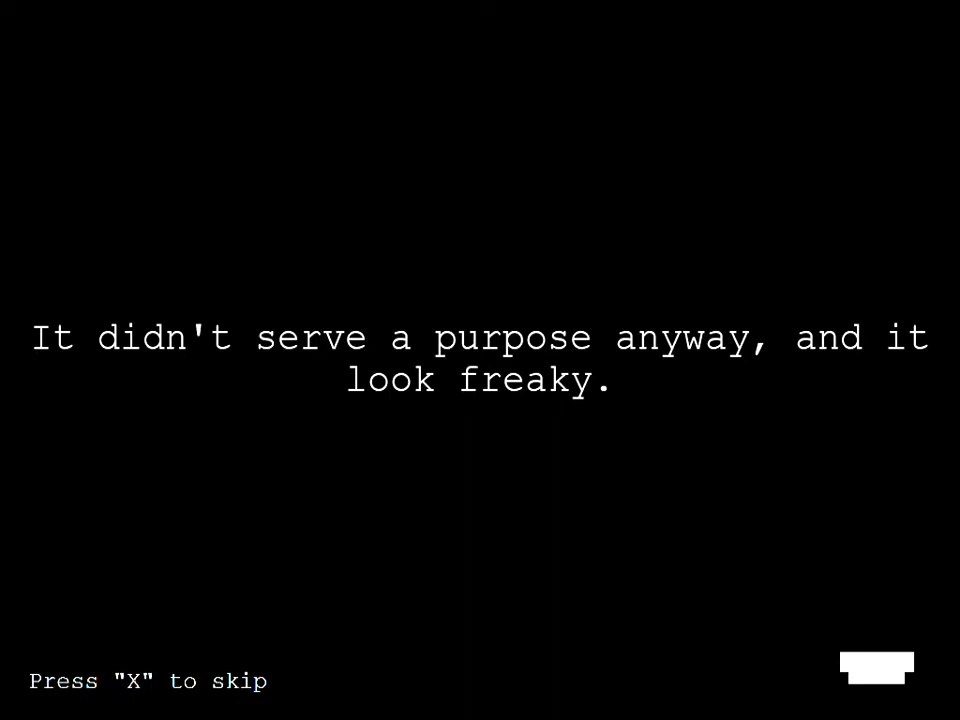 It didn't serve a purpose anyway, and it
look freaky.
Press "X" to skip